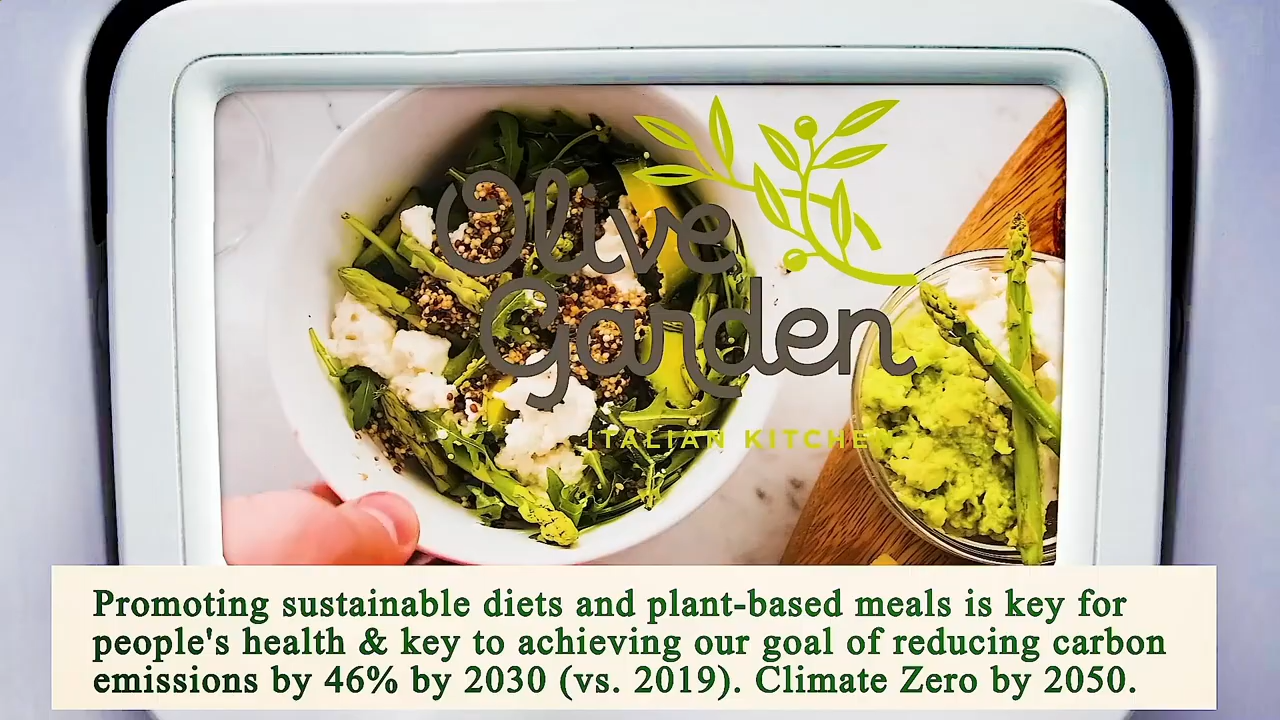 Olive
Garden
ITALIAN KITCHEN
Promoting sustainable diets and plant-based meals is key for
people's health & key to achieving our goal of reducing carbon
emissions by 46% by 2030 (vs. 2019). Climate Zero by 2050.